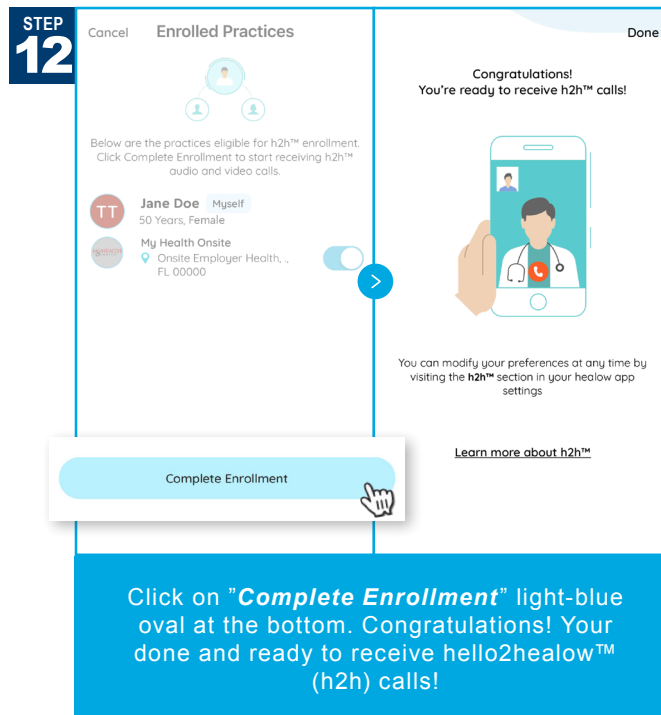 STEP
12
Cancel Enrolled Practices
Below are the practices eligible for h2h™ enrollment.
Click Complete Enrollment to start receiving h2h™
audio and video calls.
TT
Jane Doe Myself
50 Years, Female
My Health Onsite
Onsite Employer Health, .,
FL 00000
Complete Enrollment
Done
Congratulations!
You're ready to receive h2h™ calls!
You can modify your preferences at any time by
visiting the h2h™ section in your healow app
settings
Learn more about h2h™
Click on ”Complete Enrollment” light-blue
oval at the bottom. Congratulations! Your
done and ready to receive hello2healow™
(h2h) calls!